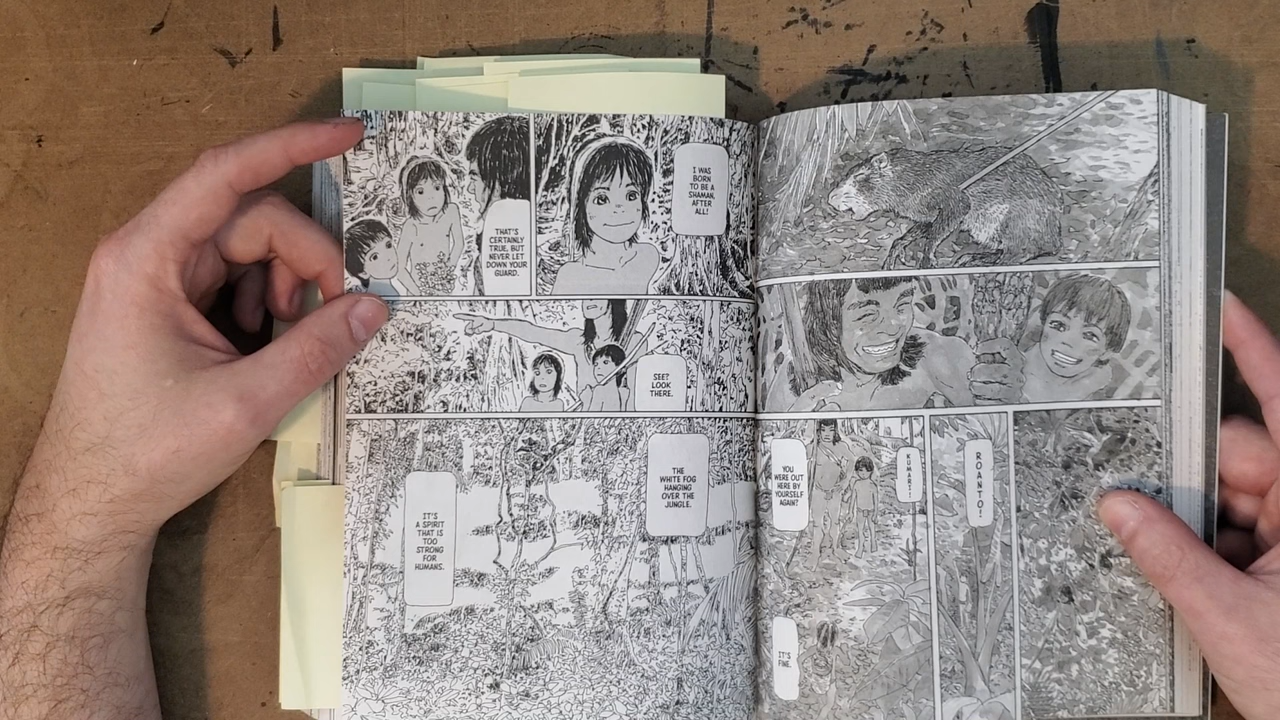 ROANTO!
KUMARI!
YOU
WERE OUT
HERE BY
YOURSELF
AGAIN?
IT'S
FINE.
I WAS
BORN
TO BE A
SHAMAN,
AFTER
ALL!
THAT'S
CERTAINLY
TRUE, BUT
NEVER LET
DOWN YOUR
GUARD.
SEE?
LOOK
THERE.
THE
WHITE FOG
HANGING
OVER THE
JUNGLE.
IT'S
A SPIRIT
THAT IS
TOO
STRONG
FOR
HUMANS.